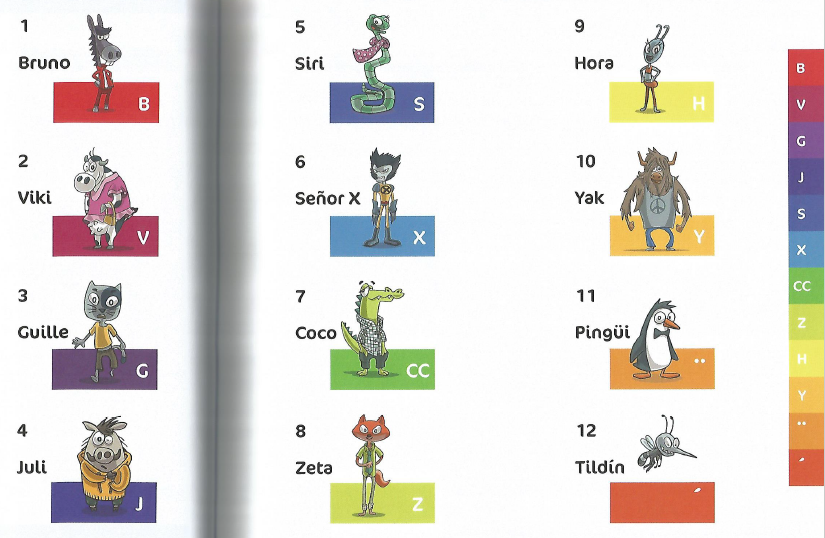 1
Bruno
B
2
Viki
V
3
Guille
G
4
Juli
J
5
Siri
S
6
Señor X
X
7
Coco
CC
8
Zeta
Z
9
Hora
H
10
Yak
Y
11
Pingüi
¨
12
Tildín
´
B
V
G
J
S
X
CC
Z
H
Y
¨
´